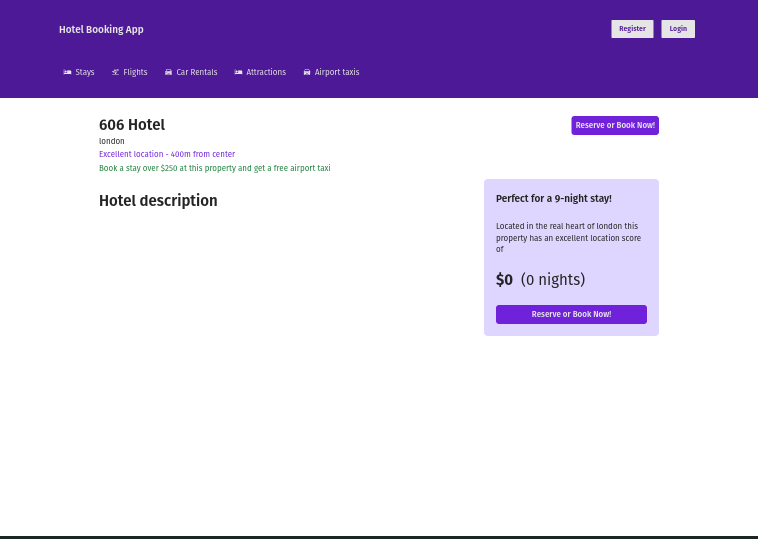 Hotel Booking App
Register
Login
Stays
Flights
Car Rentals
Attractions
Airport taxis
606 Hotel
london
Excellent location - 400m from center
Book a stay over $250 at this property and get a free airport taxi
Reserve or Book Now!
Hotel description
Perfect for a 9-night stay!
Located in the real heart of london this
property has an excellent location score
of
$0 (0 nights)
Reserve or Book Now!